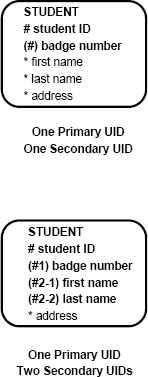 STUDENT
# student ID
(#) badge number
* first name
* last name
* address
One Primary UID
One Secondary UID
STUDENT
# student ID
(#1) badge number
(#2-1) first name
(#2-2) last name
* address
One Primary UID
Two Secondary UIDs